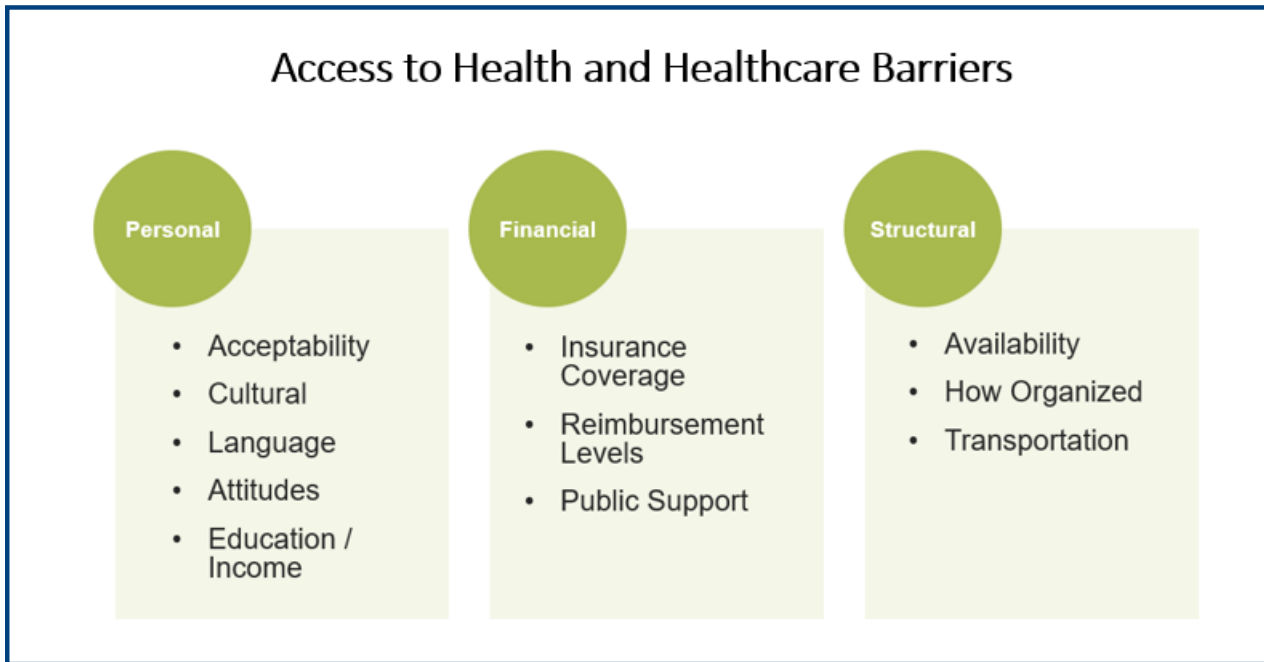 Access to Health and Healthcare Barriers
Personal
• Acceptability
• Cultural
• Language
• Attitudes
• Education /
Income
Financial
• Insurance
Coverage
• Reimbursement
Levels
• Public Support
Structural
• Availability
• How Organized
• Transportation